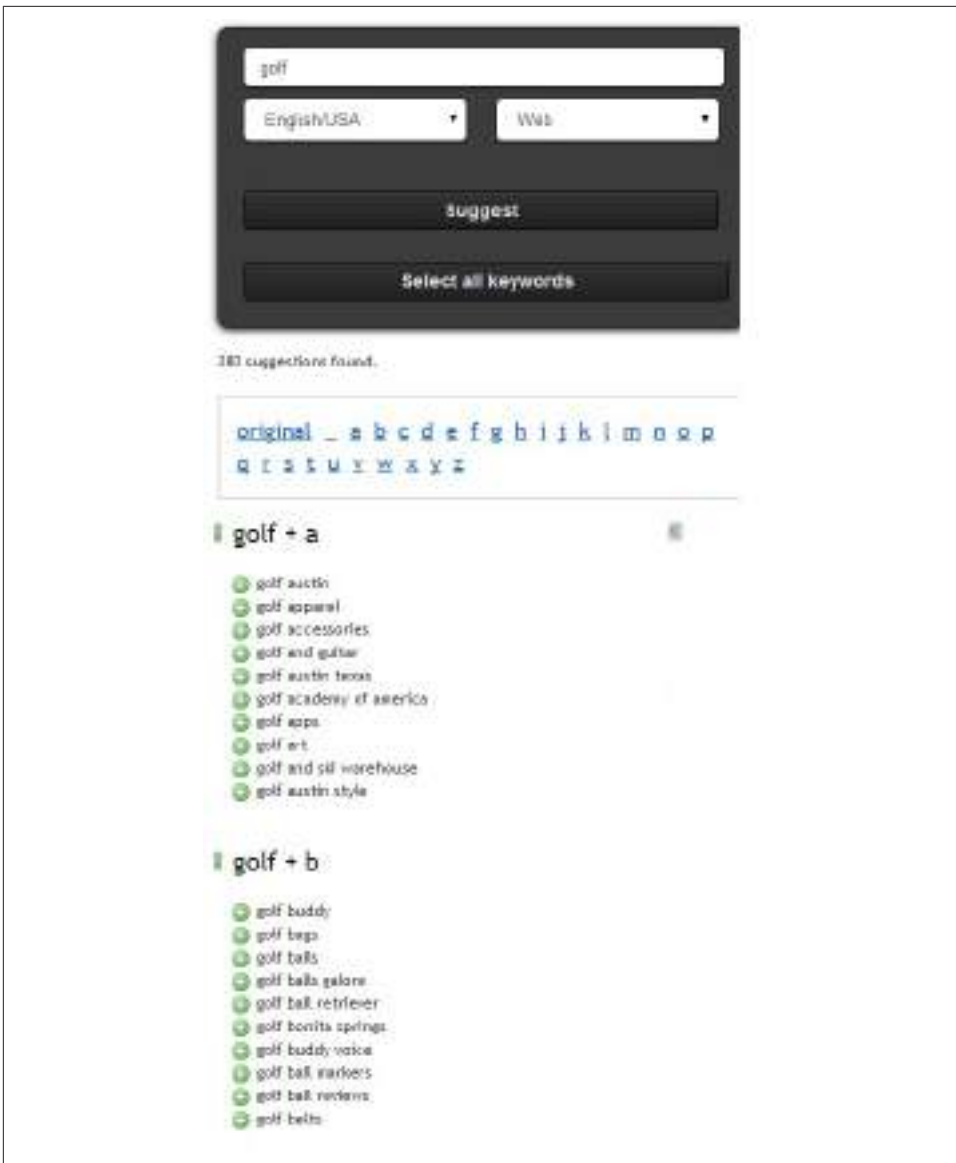 golf
English/USA Web
Suggest
Select all keywords
suggestions found.
original _ a b c d e f g h i j k l m n o p
q r s t u v w x y z
golf + a
golf austin
golf apparel
golf accessories
golf and guitar
golf austin texas
golf academy of america
golf apps
golf art
golf and ski warehouse
golf austin style
golf + b
golf buddy
golf bags
golf balls
golf balls galore
golf ball retriever
golf bonita springs
golf buddy voice
golf ball markers
golf ball reviews
golf belts